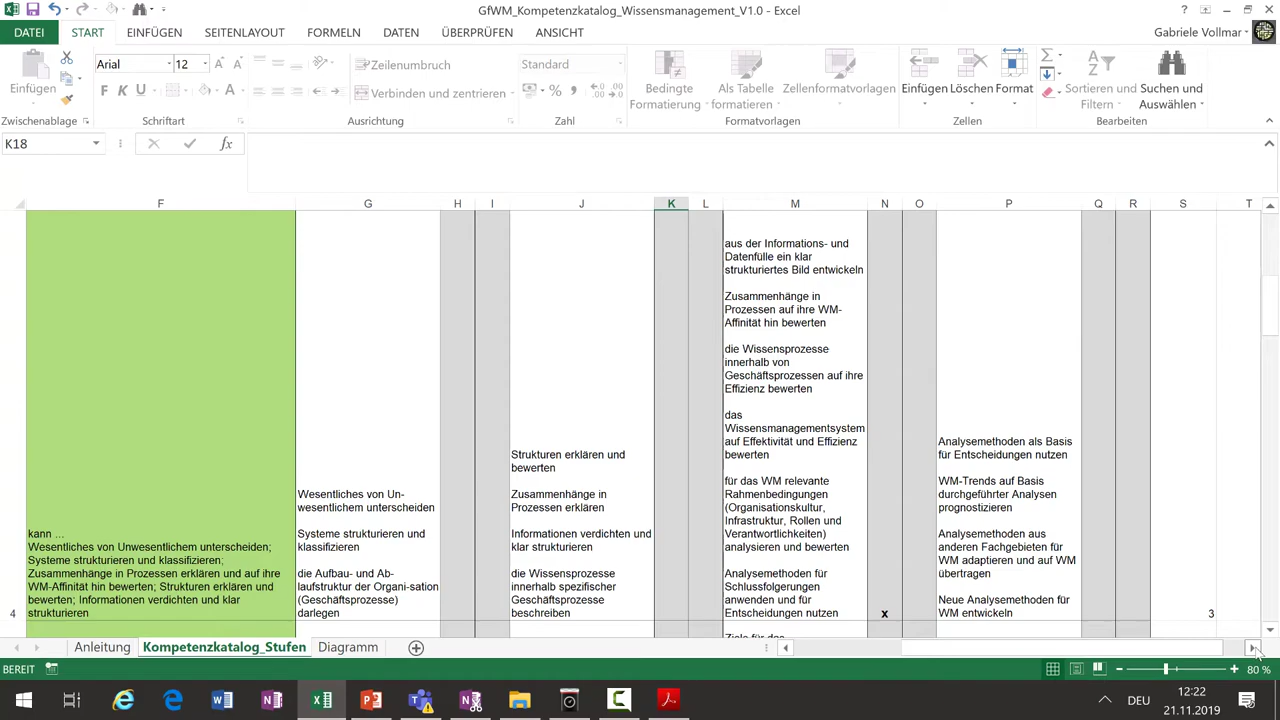 GfWM_Kompetenzkatalog_Wissensmanagement_V1.0 - Excel
DATEI START EINFÜGEN SEITENLAYOUT FORMELN DATEN ÜBERPRÜFEN ANSICHT Gabriele Vollmar
Einfügen
Arial 12
F K U A
Zeilenumbruch
Verbinden und zentrieren
Standard
%
Bedingte Formatierung
Als Tabelle formatieren
Zellenformatvorlagen
Einfügen Löschen Format
Sortieren und Filtern
Suchen und Auswählen
Zwischenablage Schriftart Ausrichtung Zahl Formatvorlagen Zellen Bearbeiten
K18 fx
F G H I J K L M N O P Q R S T
4
kann ...
Wesentliches von Unwesentlichem unterscheiden;
Systeme strukturieren und klassifizieren;
Zusammenhänge in Prozessen erklären und auf ihre
WM-Affinität hin bewerten; Strukturen erklären und
bewerten; Informationen verdichten und klar
strukturieren
Wesentliches von Un-
wesentlichem unterscheiden
Systeme strukturieren und
klassifizieren
die Aufbau- und Ab-
laufstruktur der Organi-sation
(Geschäftsprozesse)
darlegen
Strukturen erklären und
bewerten
Zusammenhänge in
Prozessen erklären
Informationen verdichten und
klar strukturieren
die Wissensprozesse
innerhalb spezifischer
Geschäftsprozesse
beschreiben
aus der Informations- und
Datenfülle ein klar
strukturiertes Bild entwickeln
Zusammenhänge in
Prozessen auf ihre WM-
Affinität hin bewerten
die Wissensprozesse
innerhalb von
Geschäftsprozessen auf ihre
Effizienz bewerten
das
Wissensmanagementsystem
auf Effektivität und Effizienz
bewerten
für das WM relevante
Rahmenbedingungen
(Organisationskultur,
Infrastruktur, Rollen und
Verantwortlichkeiten)
analysieren und bewerten
Analysemethoden für
Schlussfolgerungen
anwenden und für
Entscheidungen nutzen
x
Analysemethoden als Basis
für Entscheidungen nutzen
WM-Trends auf Basis
durchgeführter Analysen
prognostizieren
Analysemethoden aus
anderen Fachgebieten für
WM adaptieren und auf WM
übertragen
Neue Analysemethoden für
WM entwickeln
3
Ziele für das
Anleitung Kompetenzkatalog_Stufen Diagramm
BEREIT 80 %
DEU 12:22
21.11.2019